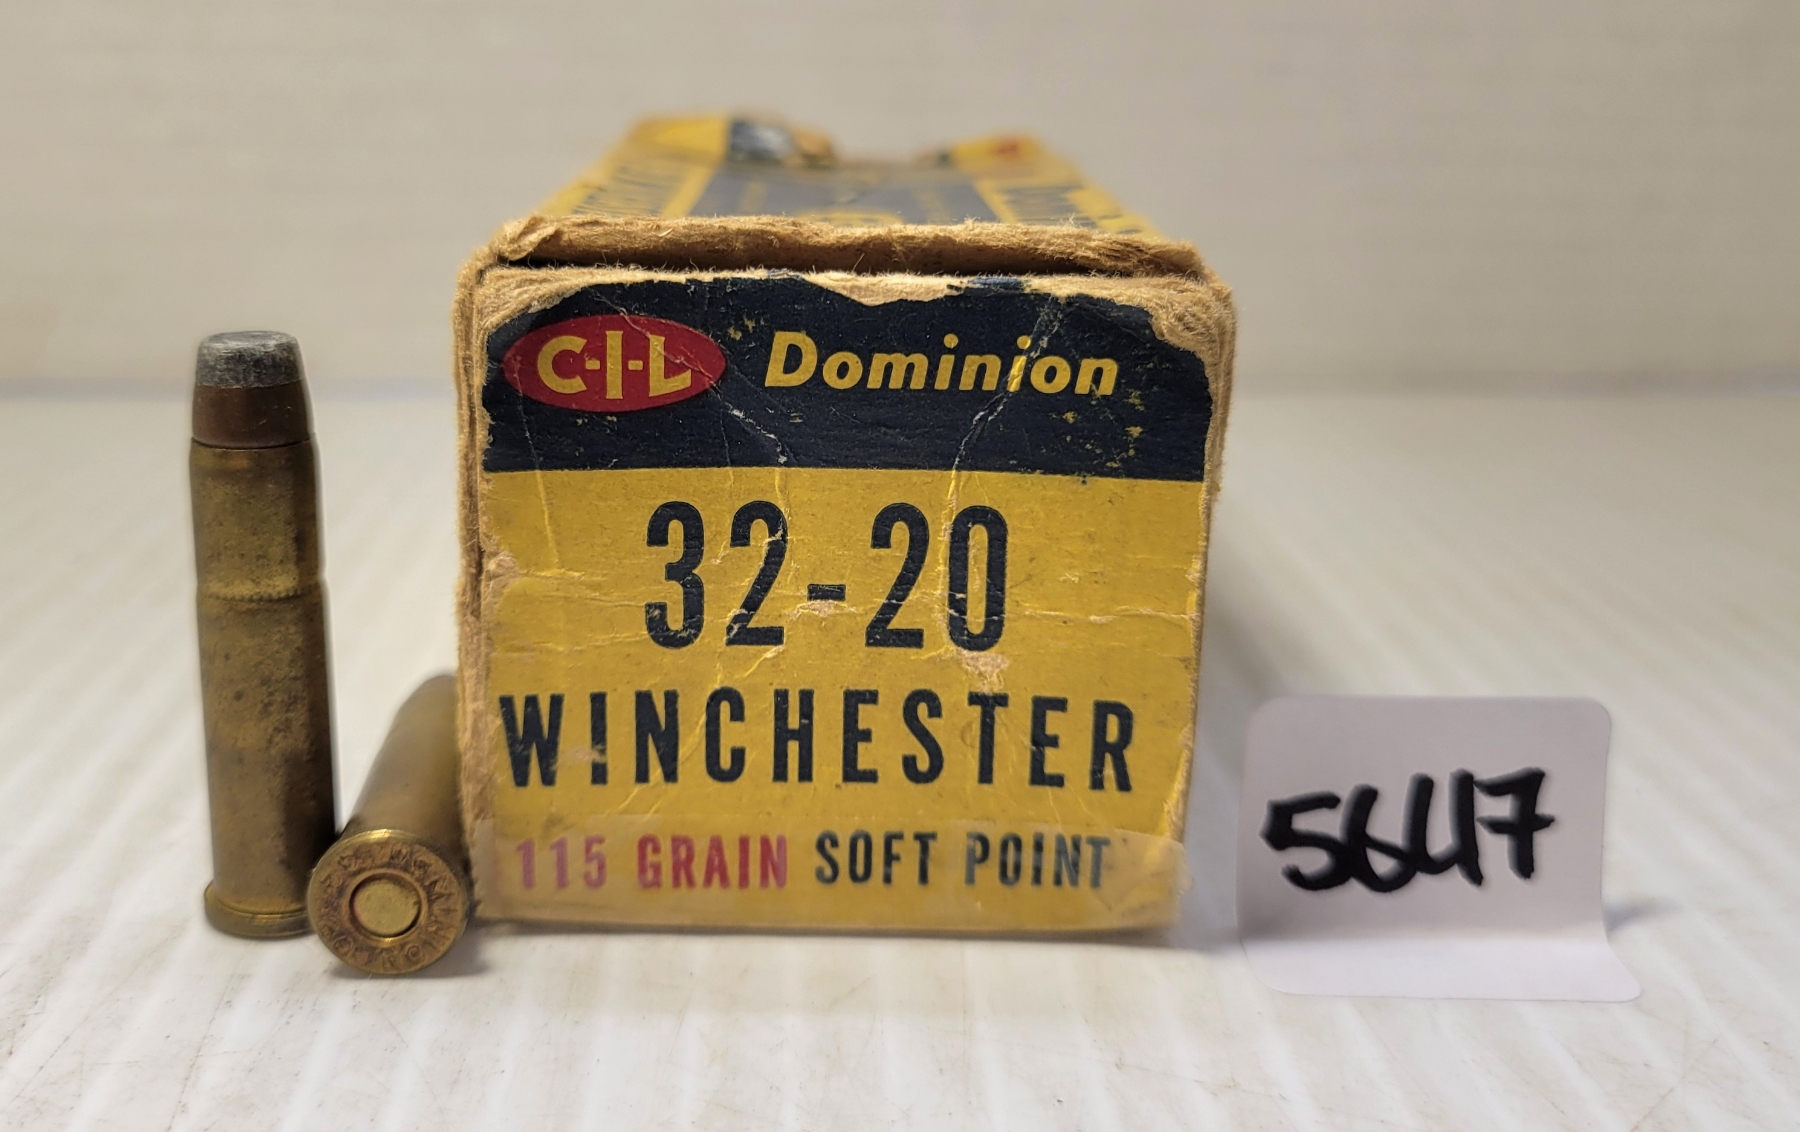 C-I-L Dominion
32-20
WINCHESTER
115 GRAIN SOFT POINT
5647